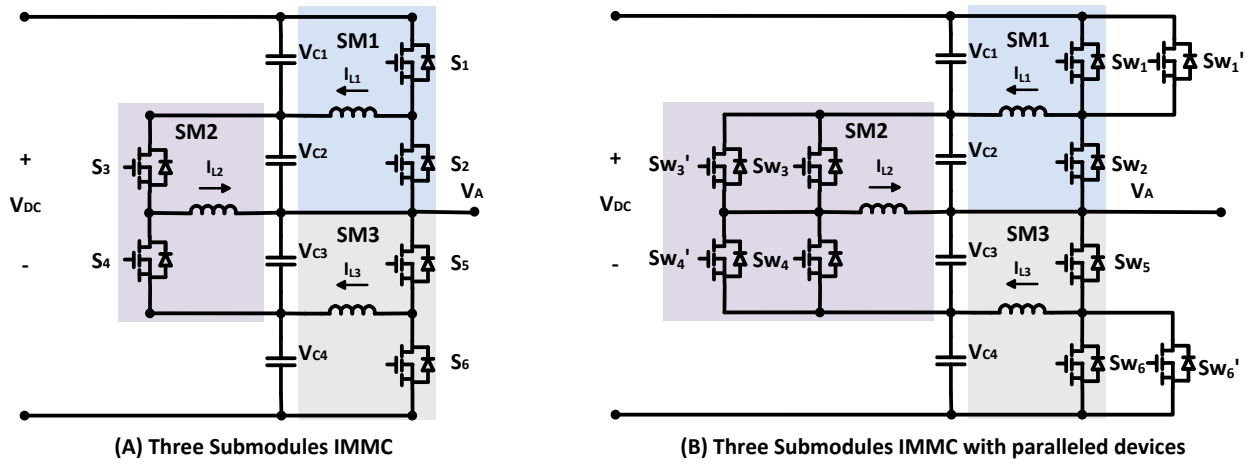 SM1
VC1
S1
IL1
SM2
S3
VC2
S2
IL2
VA
+
VDC
-
SM3
VC3
S5
S4
IL3
VC4
S6
(A) Three Submodules IMMC
SM1
VC1
Sw1
Sw1'
IL1
SM2
Sw3'
Sw3
VC2
Sw2
IL2
VA
+
VDC
-
SM3
VC3
Sw5
Sw4'
Sw4
IL3
VC4
Sw6
Sw6'
(B) Three Submodules IMMC with paralleled devices